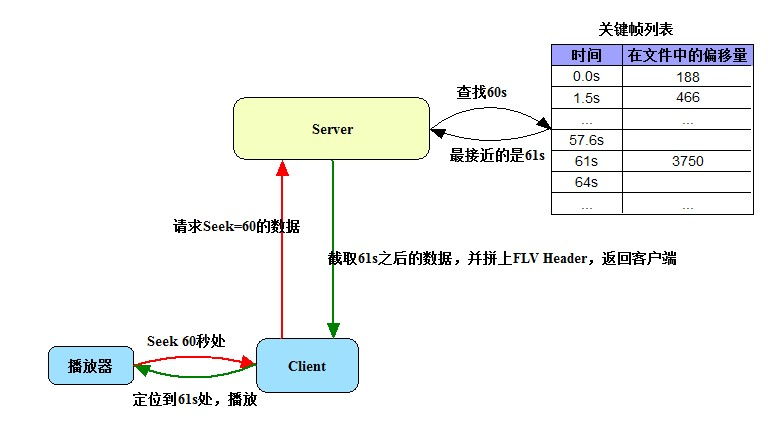 关键帧列表
时间 在文件中的偏移量
0.0s 188
1.5s 466
... ...
57.6s
61s 3750
64s
... ...
查找60s
最接近的是61s
Server
请求Seek=60的数据
截取61s之后的数据，并拼上FLV Header，返回客户端
Seek 60秒处
播放器
Client
定位到61s处，播放